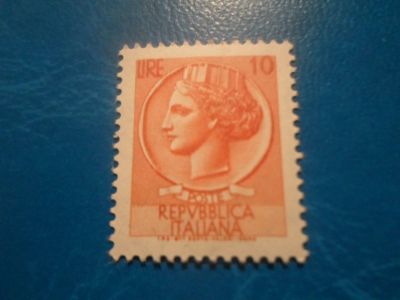 LIRE 10
POSTE
REPVBBLICA
ITALIANA